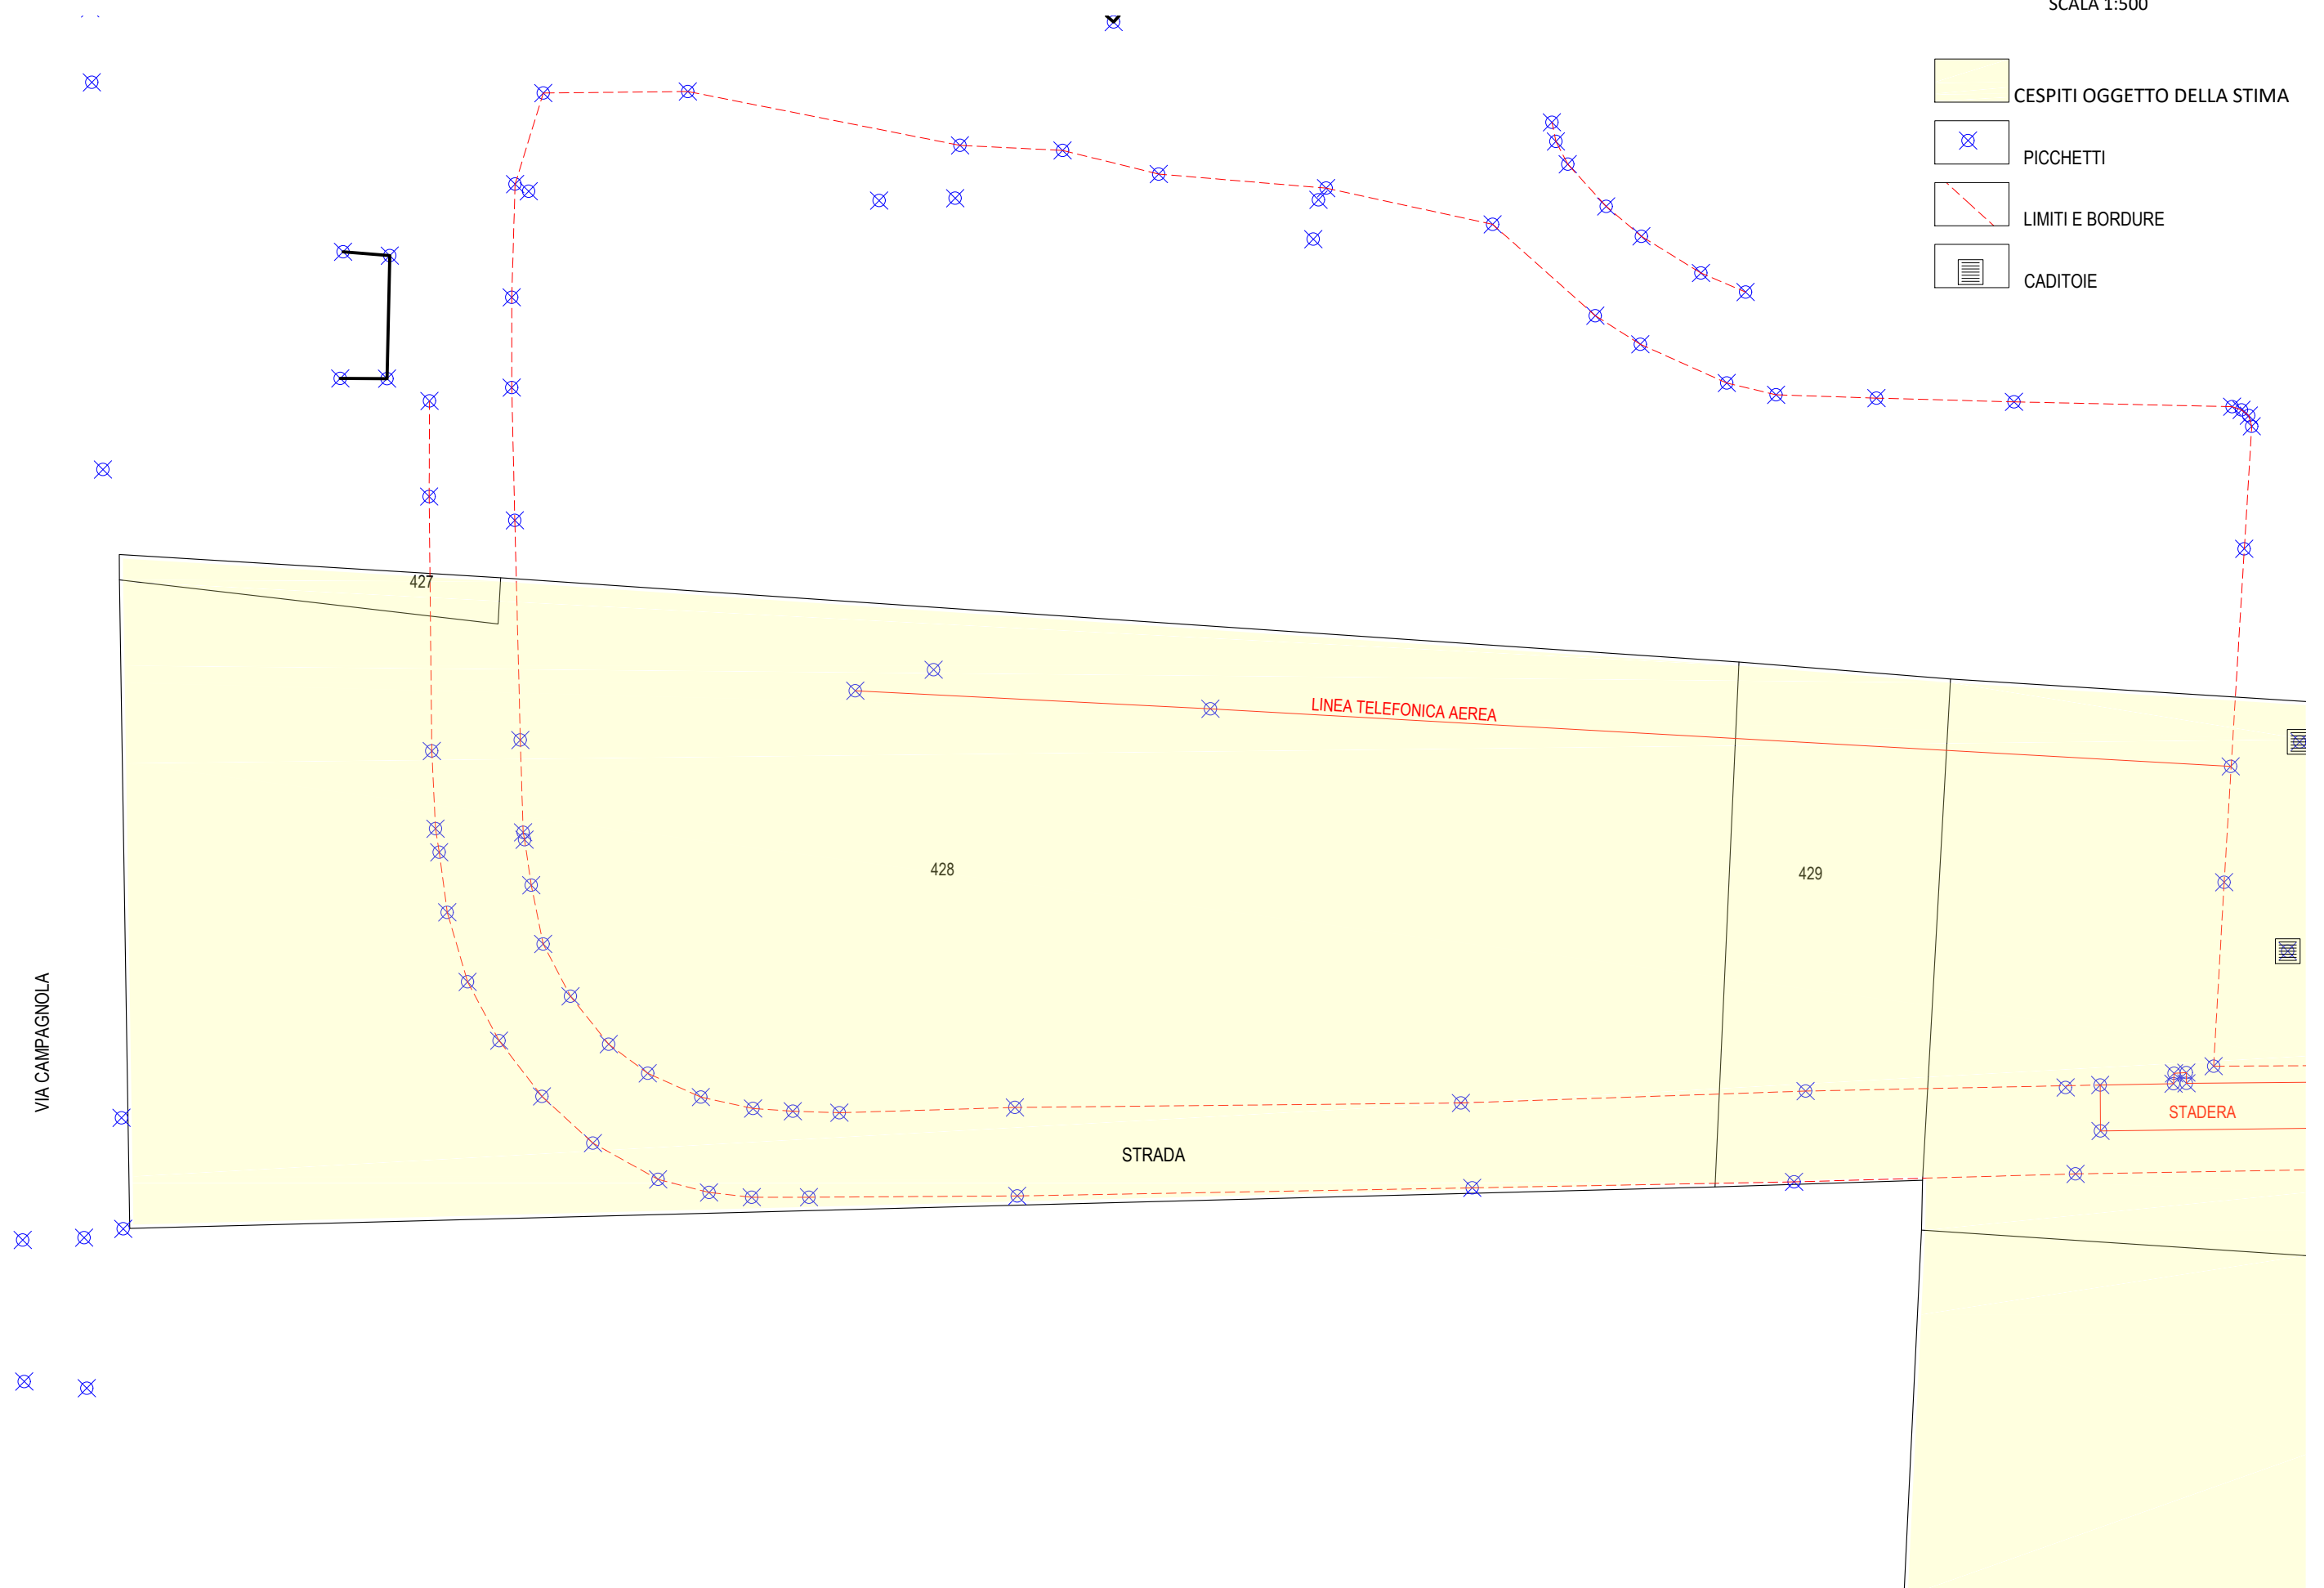 SCALA 1:500
CESPITI OGGETTO DELLA STIMA
PICCHETTI
LIMITI E BORDURE
CADITOIE
427
LINEA TELEFONICA AEREA
428
429
VIA CAMPAGNOLA
STADERA
STRADA